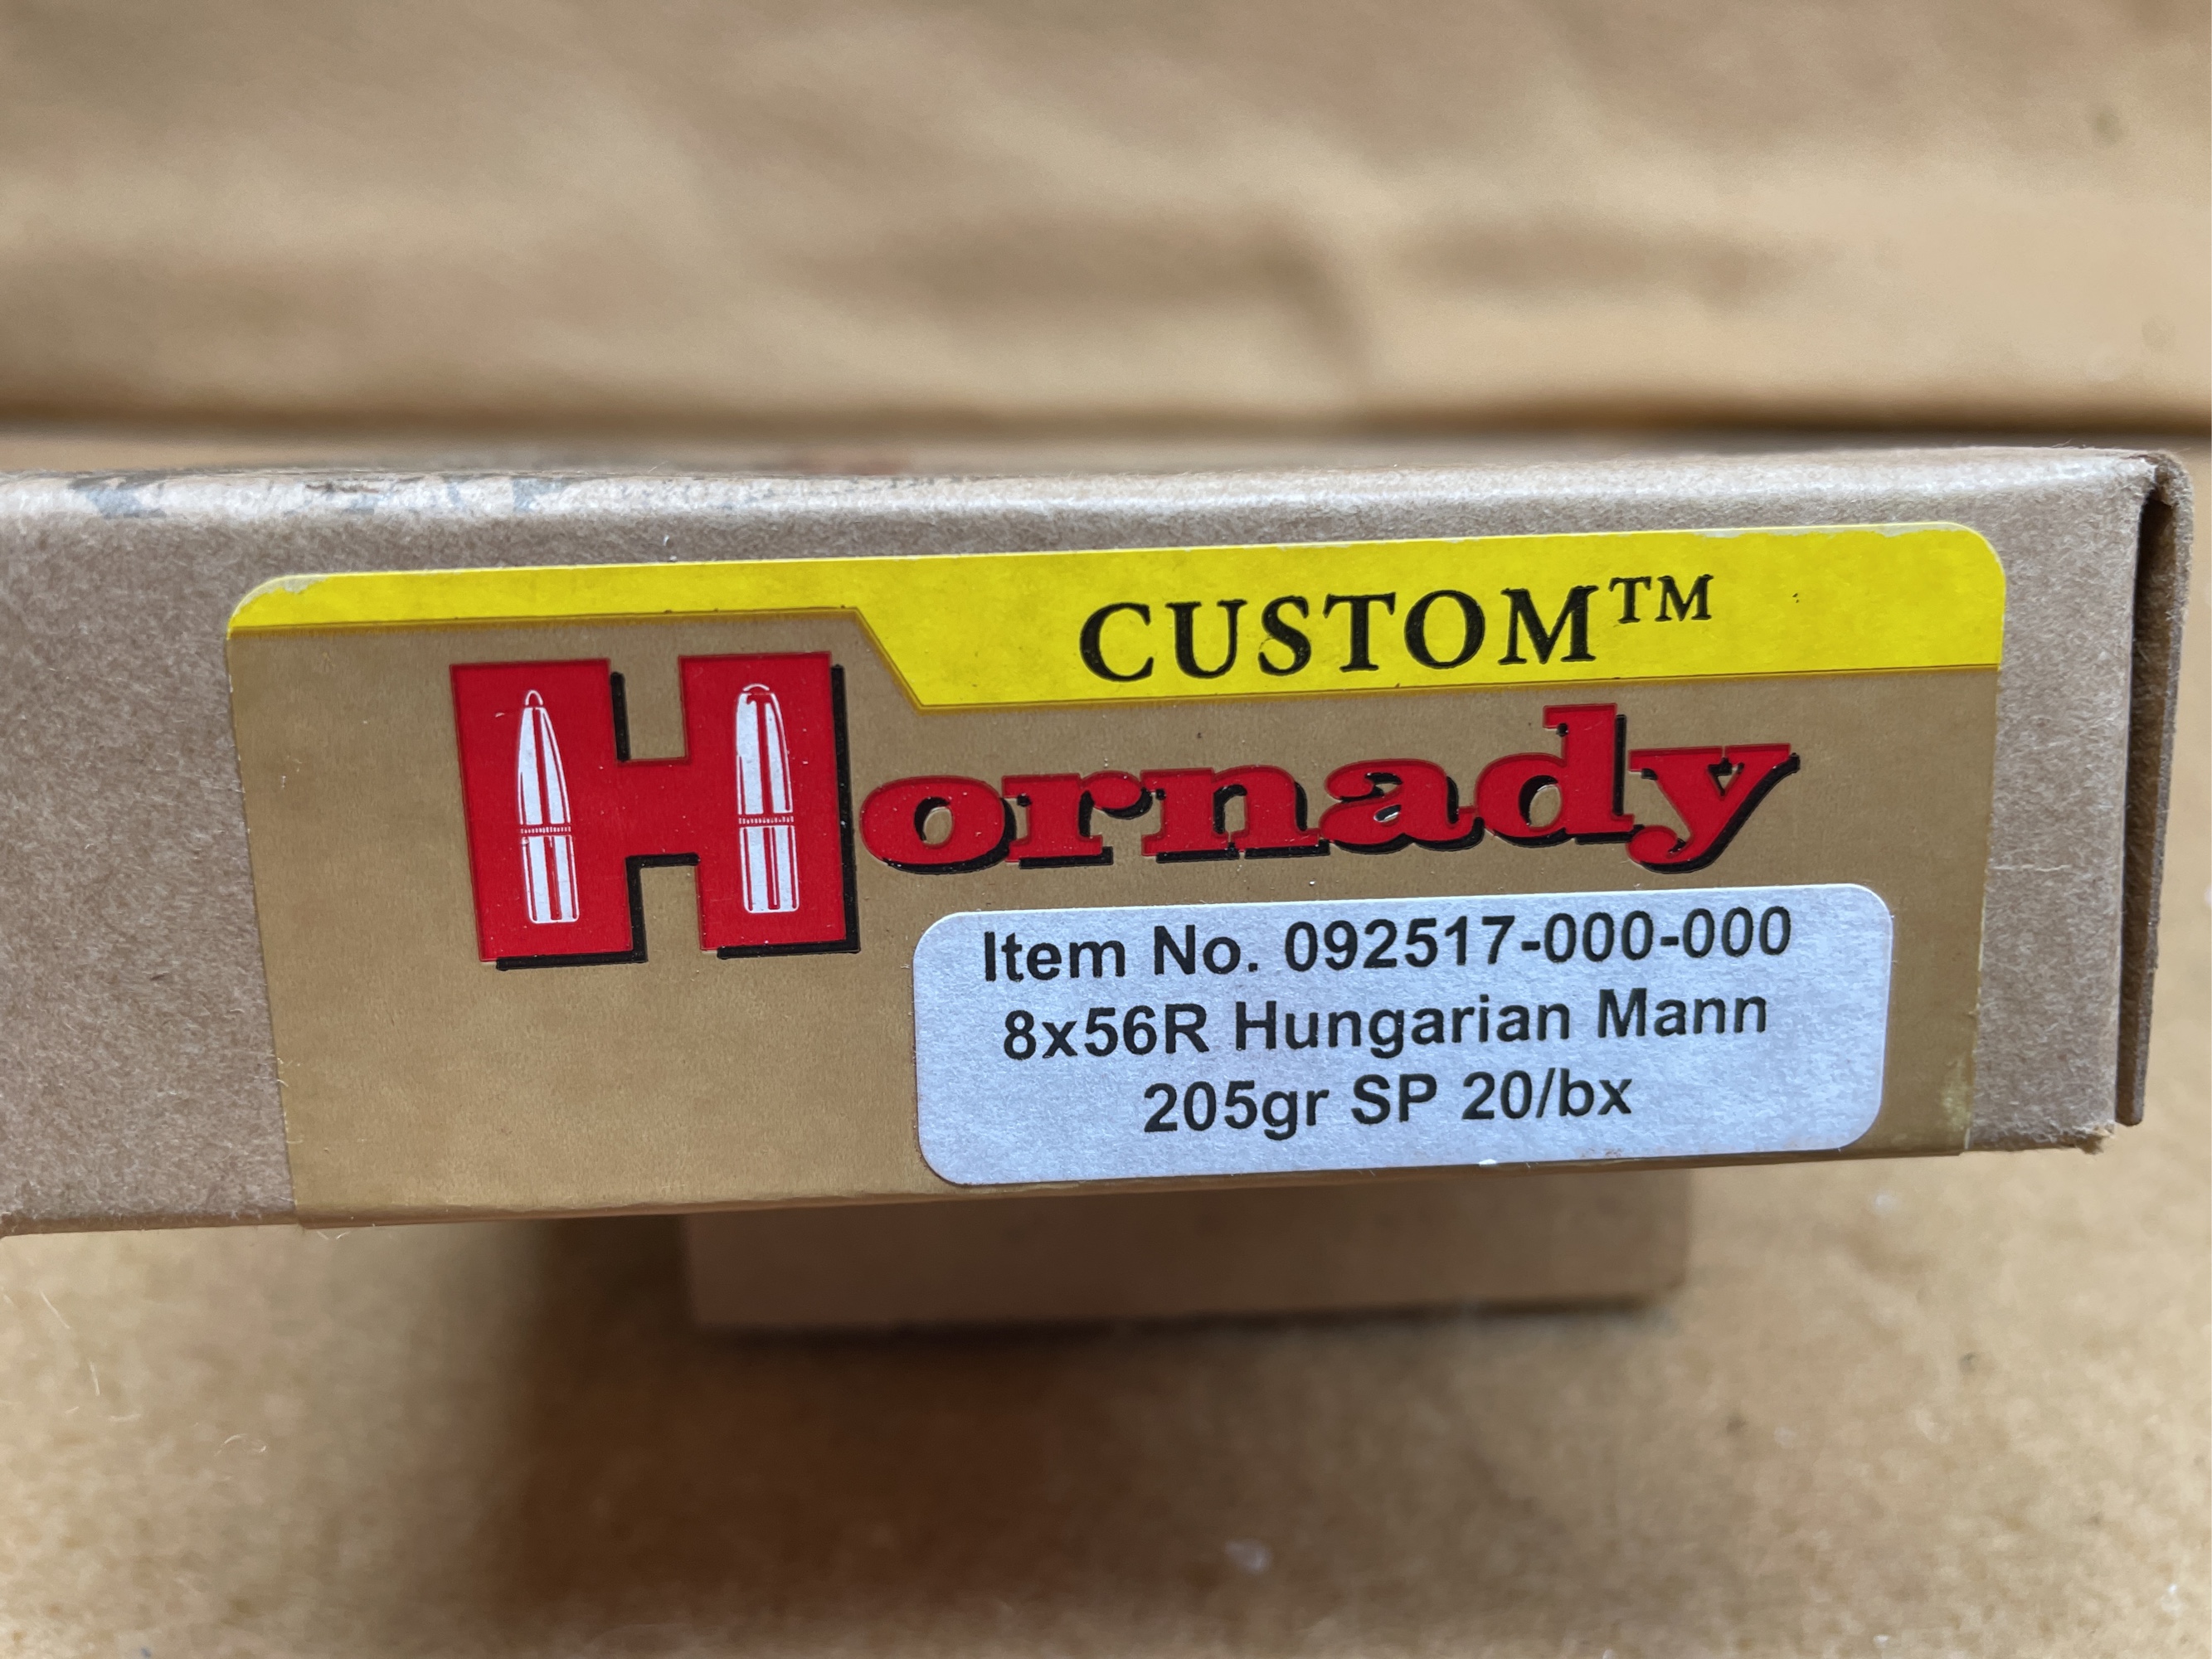 CUSTOM™
Hornady
Item No. 092517-000-000
8x56R Hungarian Mann
205gr SP 20/bx